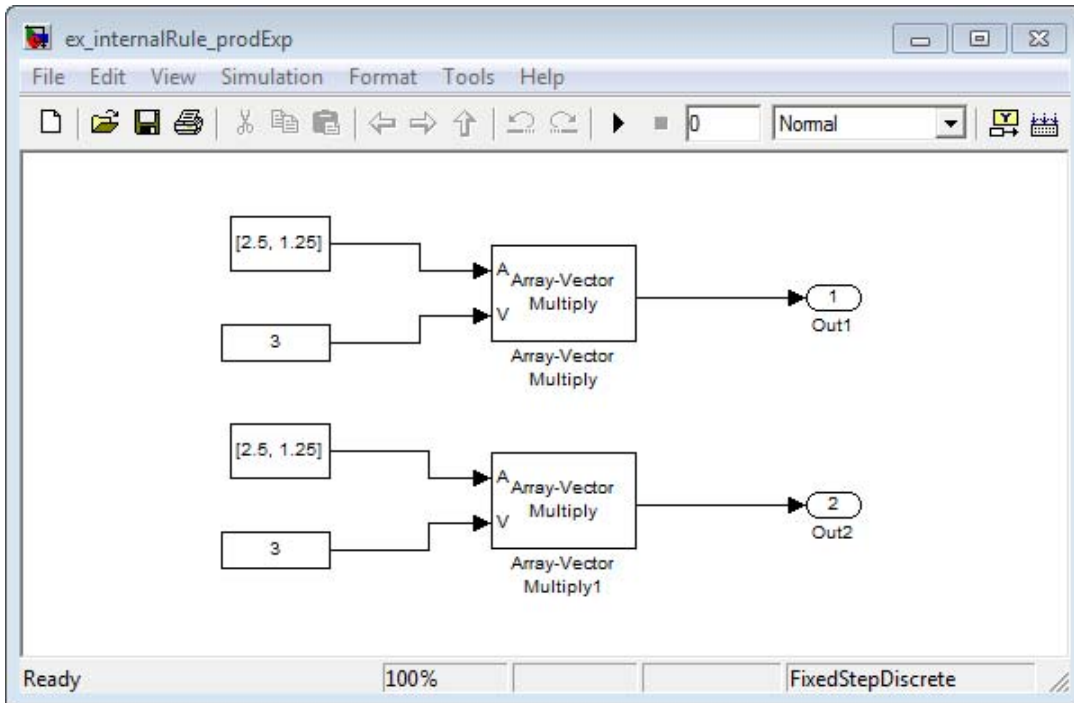 ex_internalRule_prodExp
File Edit View Simulation Format Tools Help
0 Normal
[2.5, 1.25]
A Array-Vector
Multiply
V
3
1
Out1
Array-Vector
Multiply
[2.5, 1.25]
A Array-Vector
Multiply
V
3
2
Out2
Array-Vector
Multiply1
Ready 100% FixedStepDiscrete